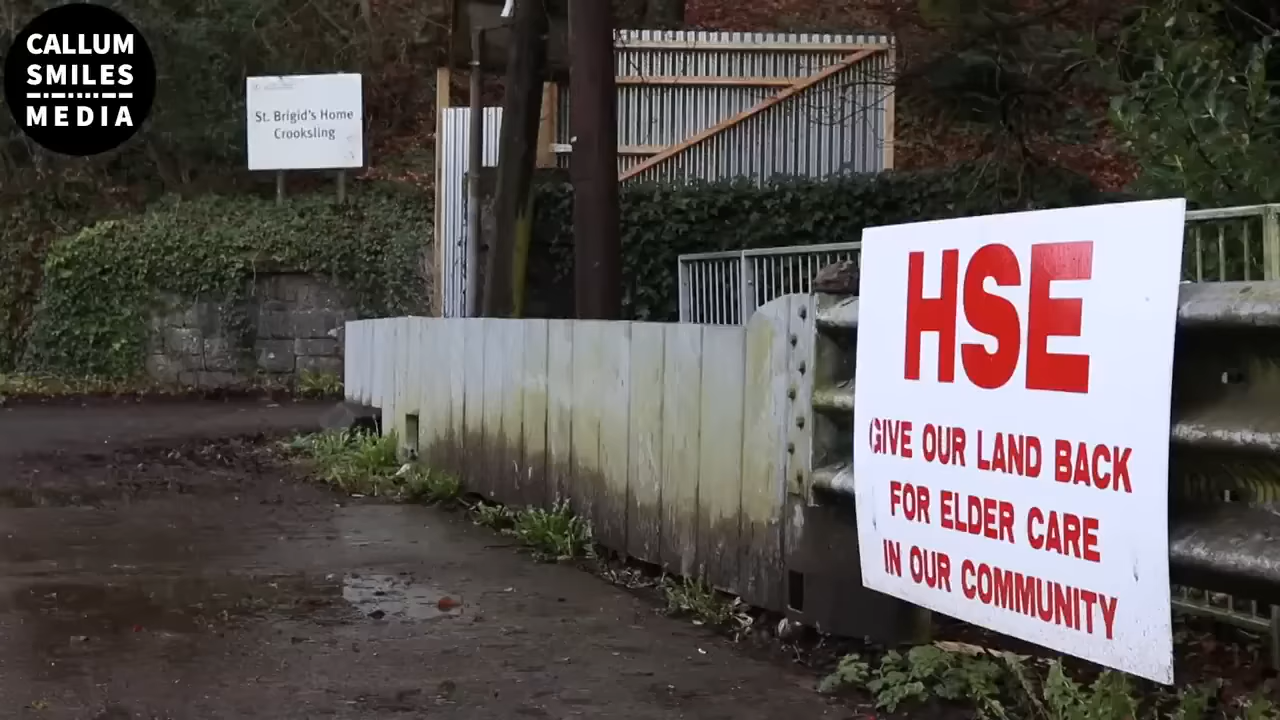 CALLUM
SMILES
MEDIA
St. Brigid's Home
Crooksling
HSE
GIVE OUR LAND BACK
FOR ELDER CARE
IN OUR COMMUNITY